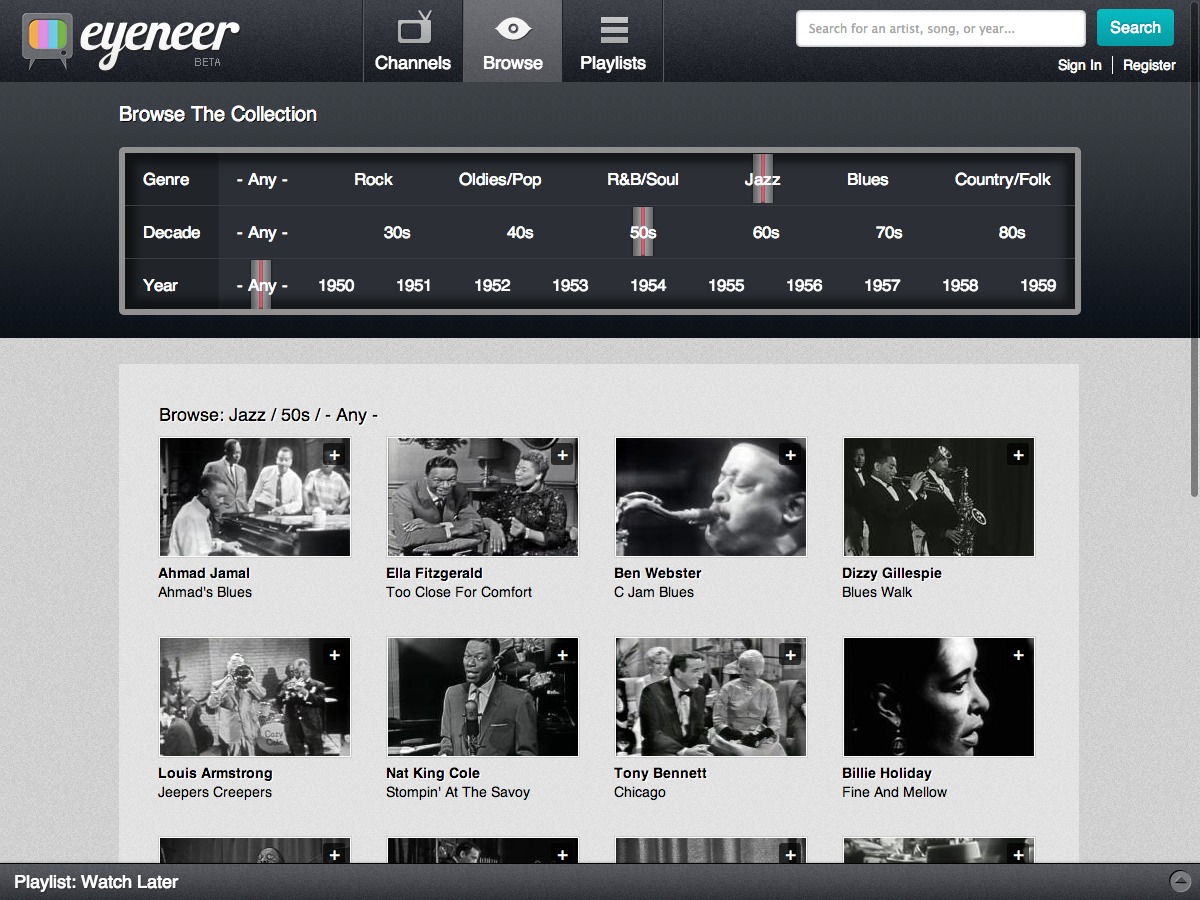 eyeneer
BETA
Channels
Browse
Playlists
Search for an artist, song, or year...
Search
Sign In
Register
Browse The Collection
Genre - Any - Rock Oldies/Pop R&B/Soul Jazz Blues Country/Folk
Decade - Any - 30s 40s 50s 60s 70s 80s
Year - Any - 1950 1951 1952 1953 1954 1955 1956 1957 1958 1959
Browse: Jazz / 50s / - Any -
+ + + +
Ahmad Jamal Ella Fitzgerald Ben Webster Dizzy Gillespie
Ahmad's Blues Too Close For Comfort C Jam Blues Blues Walk
+ + + +
Cozy
Cole
Louis Armstrong Nat King Cole Tony Bennett Billie Holiday
Jeepers Creepers Stompin' At The Savoy Chicago Fine And Mellow
+ + + +
Playlist: Watch Later